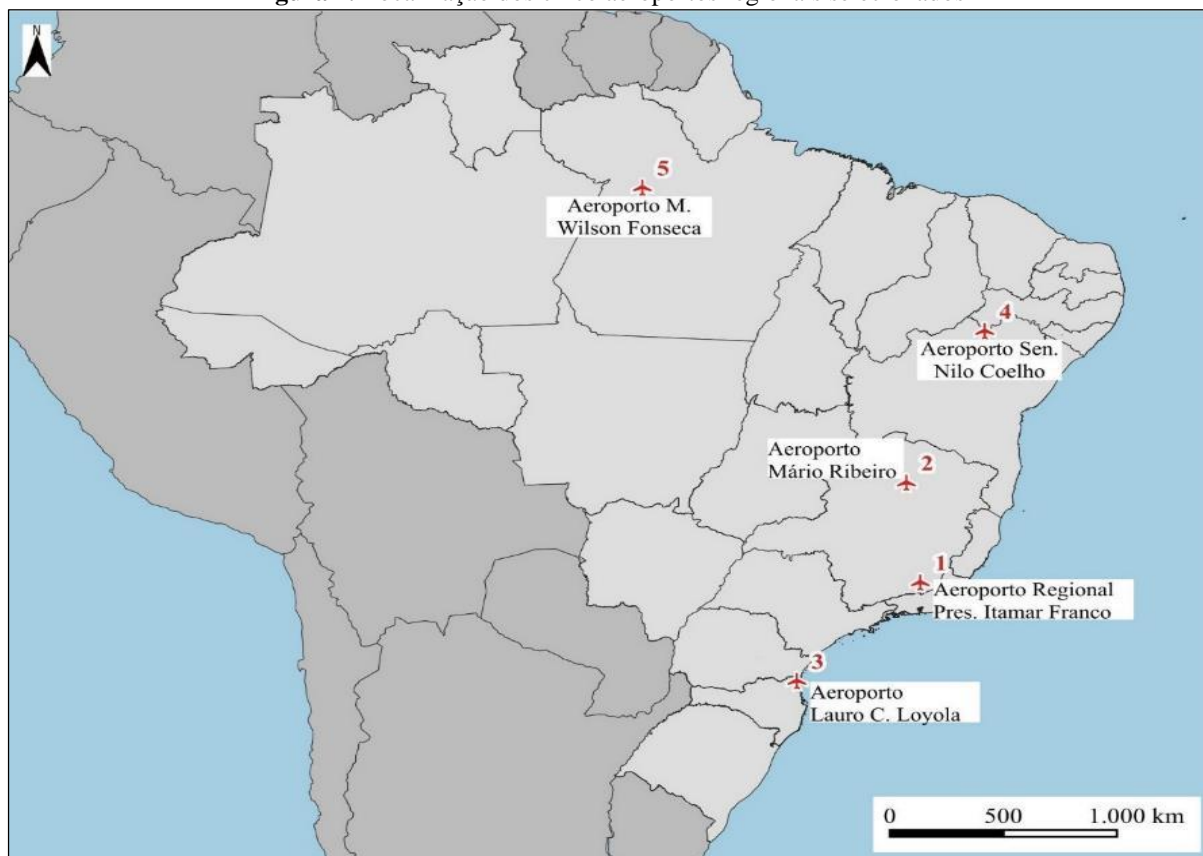 N
5
Aeroporto M.
Wilson Fonseca
4
Aeroporto Sen.
Nilo Coelho
Aeroporto
Mário Ribeiro
2
1
Aeroporto Regional
Pres. Itamar Franco
3
Aeroporto
Lauro C. Loyola
0 500 1.000 km